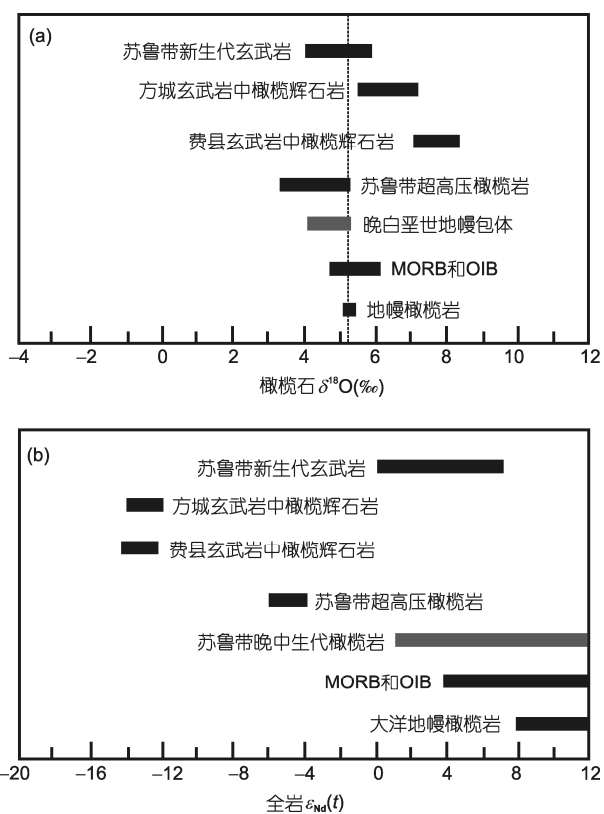 (a)
苏鲁带新生代玄武岩
方城玄武岩中橄榄辉石岩
费县玄武岩中橄榄辉石岩
苏鲁带超高压橄榄岩
晚白垩世地幔包体
MORB和OIB
地幔橄榄岩
–4 –2 0 2 4 6 8 10 12
橄榄石 δ¹⁸O(‰)
(b)
苏鲁带新生代玄武岩
方城玄武岩中橄榄辉石岩
费县玄武岩中橄榄辉石岩
苏鲁带超高压橄榄岩
苏鲁带晚中生代橄榄岩
MORB和OIB
大洋地幔橄榄岩
–20 –16 –12 –8 –4 0 4 8 12
全岩 εNd(t)